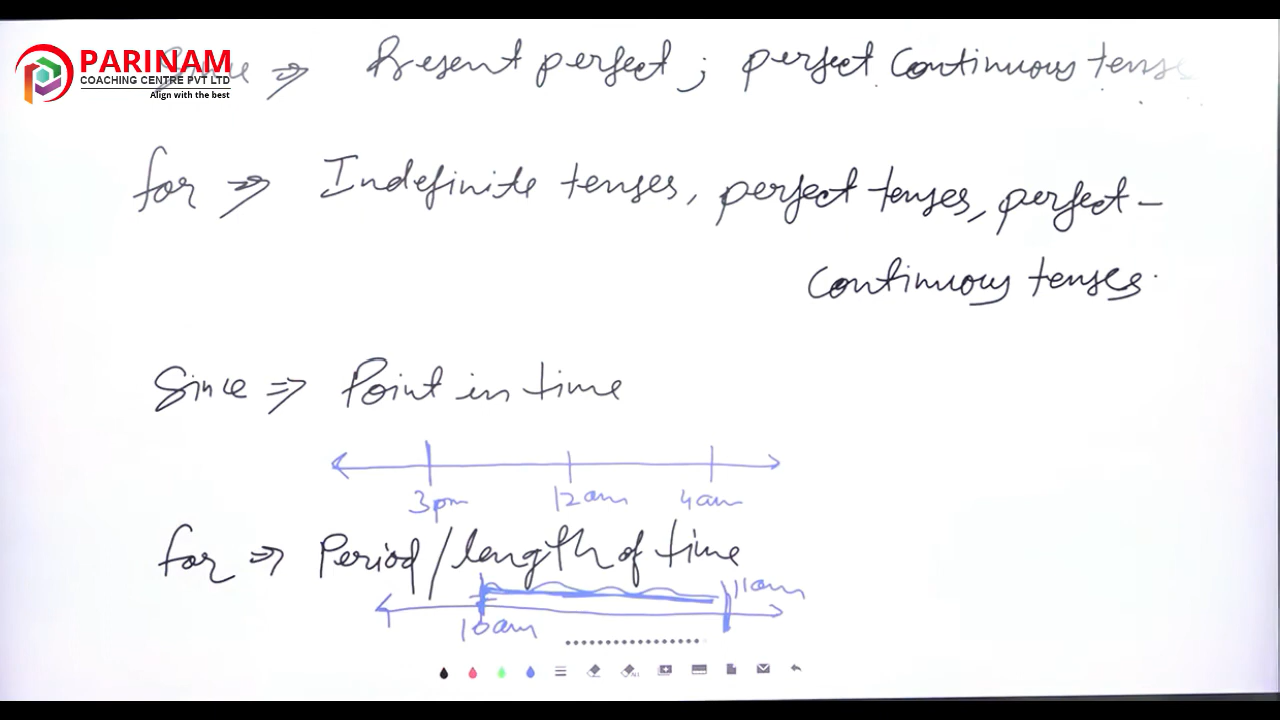 PARINAM
COACHING CENTRE PVT LTD
Align with the best
⇒ Present perfect ; perfect Continuous tense
for ⇒ Indefinite tenses, perfect tenses, perfect -
Continuous tenses.
Since ⇒ Point in time
3pm 12am 4am
for ⇒ Period / length of time
10am 11am
ALL